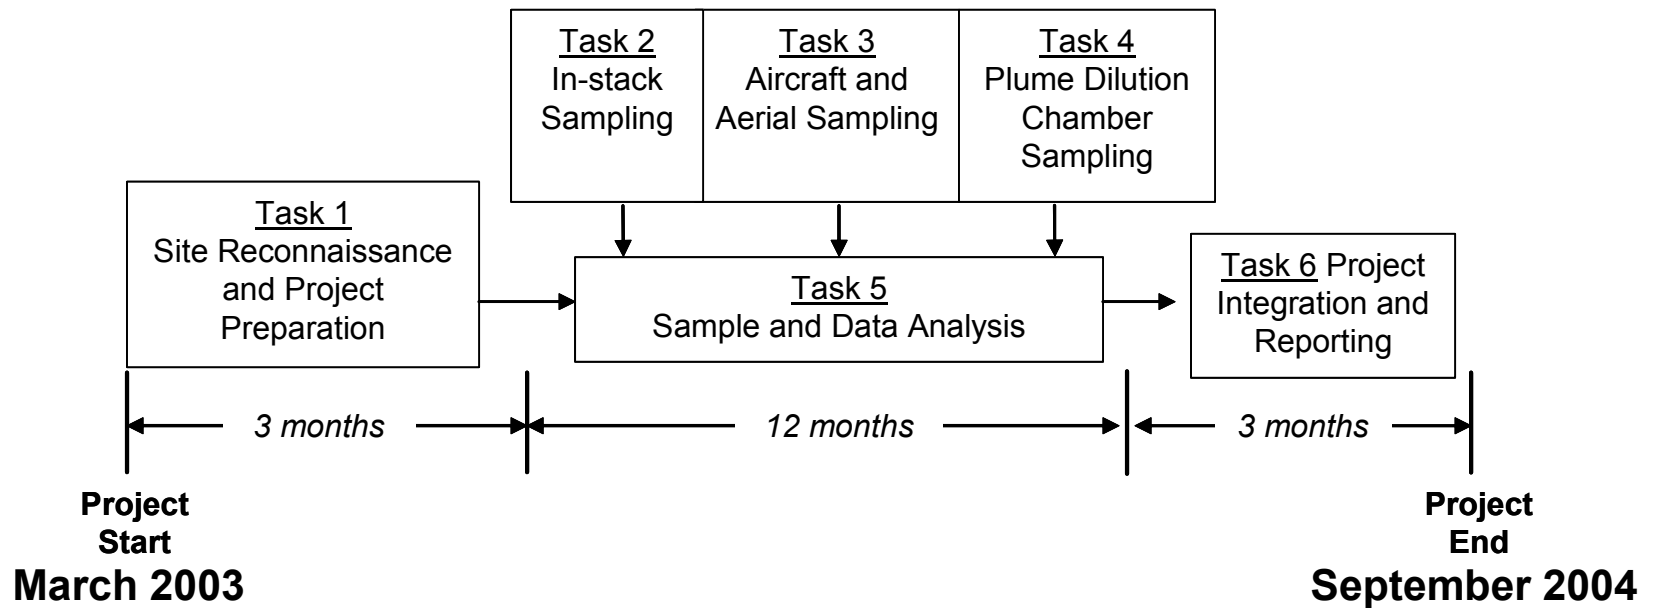 Task 2
In-stack
Sampling
Task 3
Aircraft and
Aerial Sampling
Task 4
Plume Dilution
Chamber
Sampling
Task 1
Site Reconnaissance
and Project
Preparation
Task 5
Sample and Data Analysis
Task 6 Project
Integration and
Reporting
3 months
12 months
3 months
Project
Start
March 2003
Project
End
September 2004